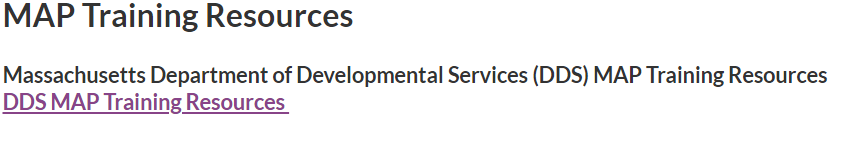 MAP Training Resources
Massachusetts Department of Developmental Services (DDS) MAP Training Resources
DDS MAP Training Resources